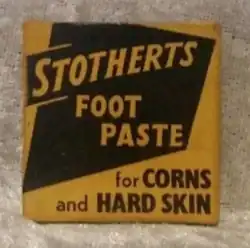 STOTHERTS
FOOT
PASTE
for CORNS
and HARD SKIN